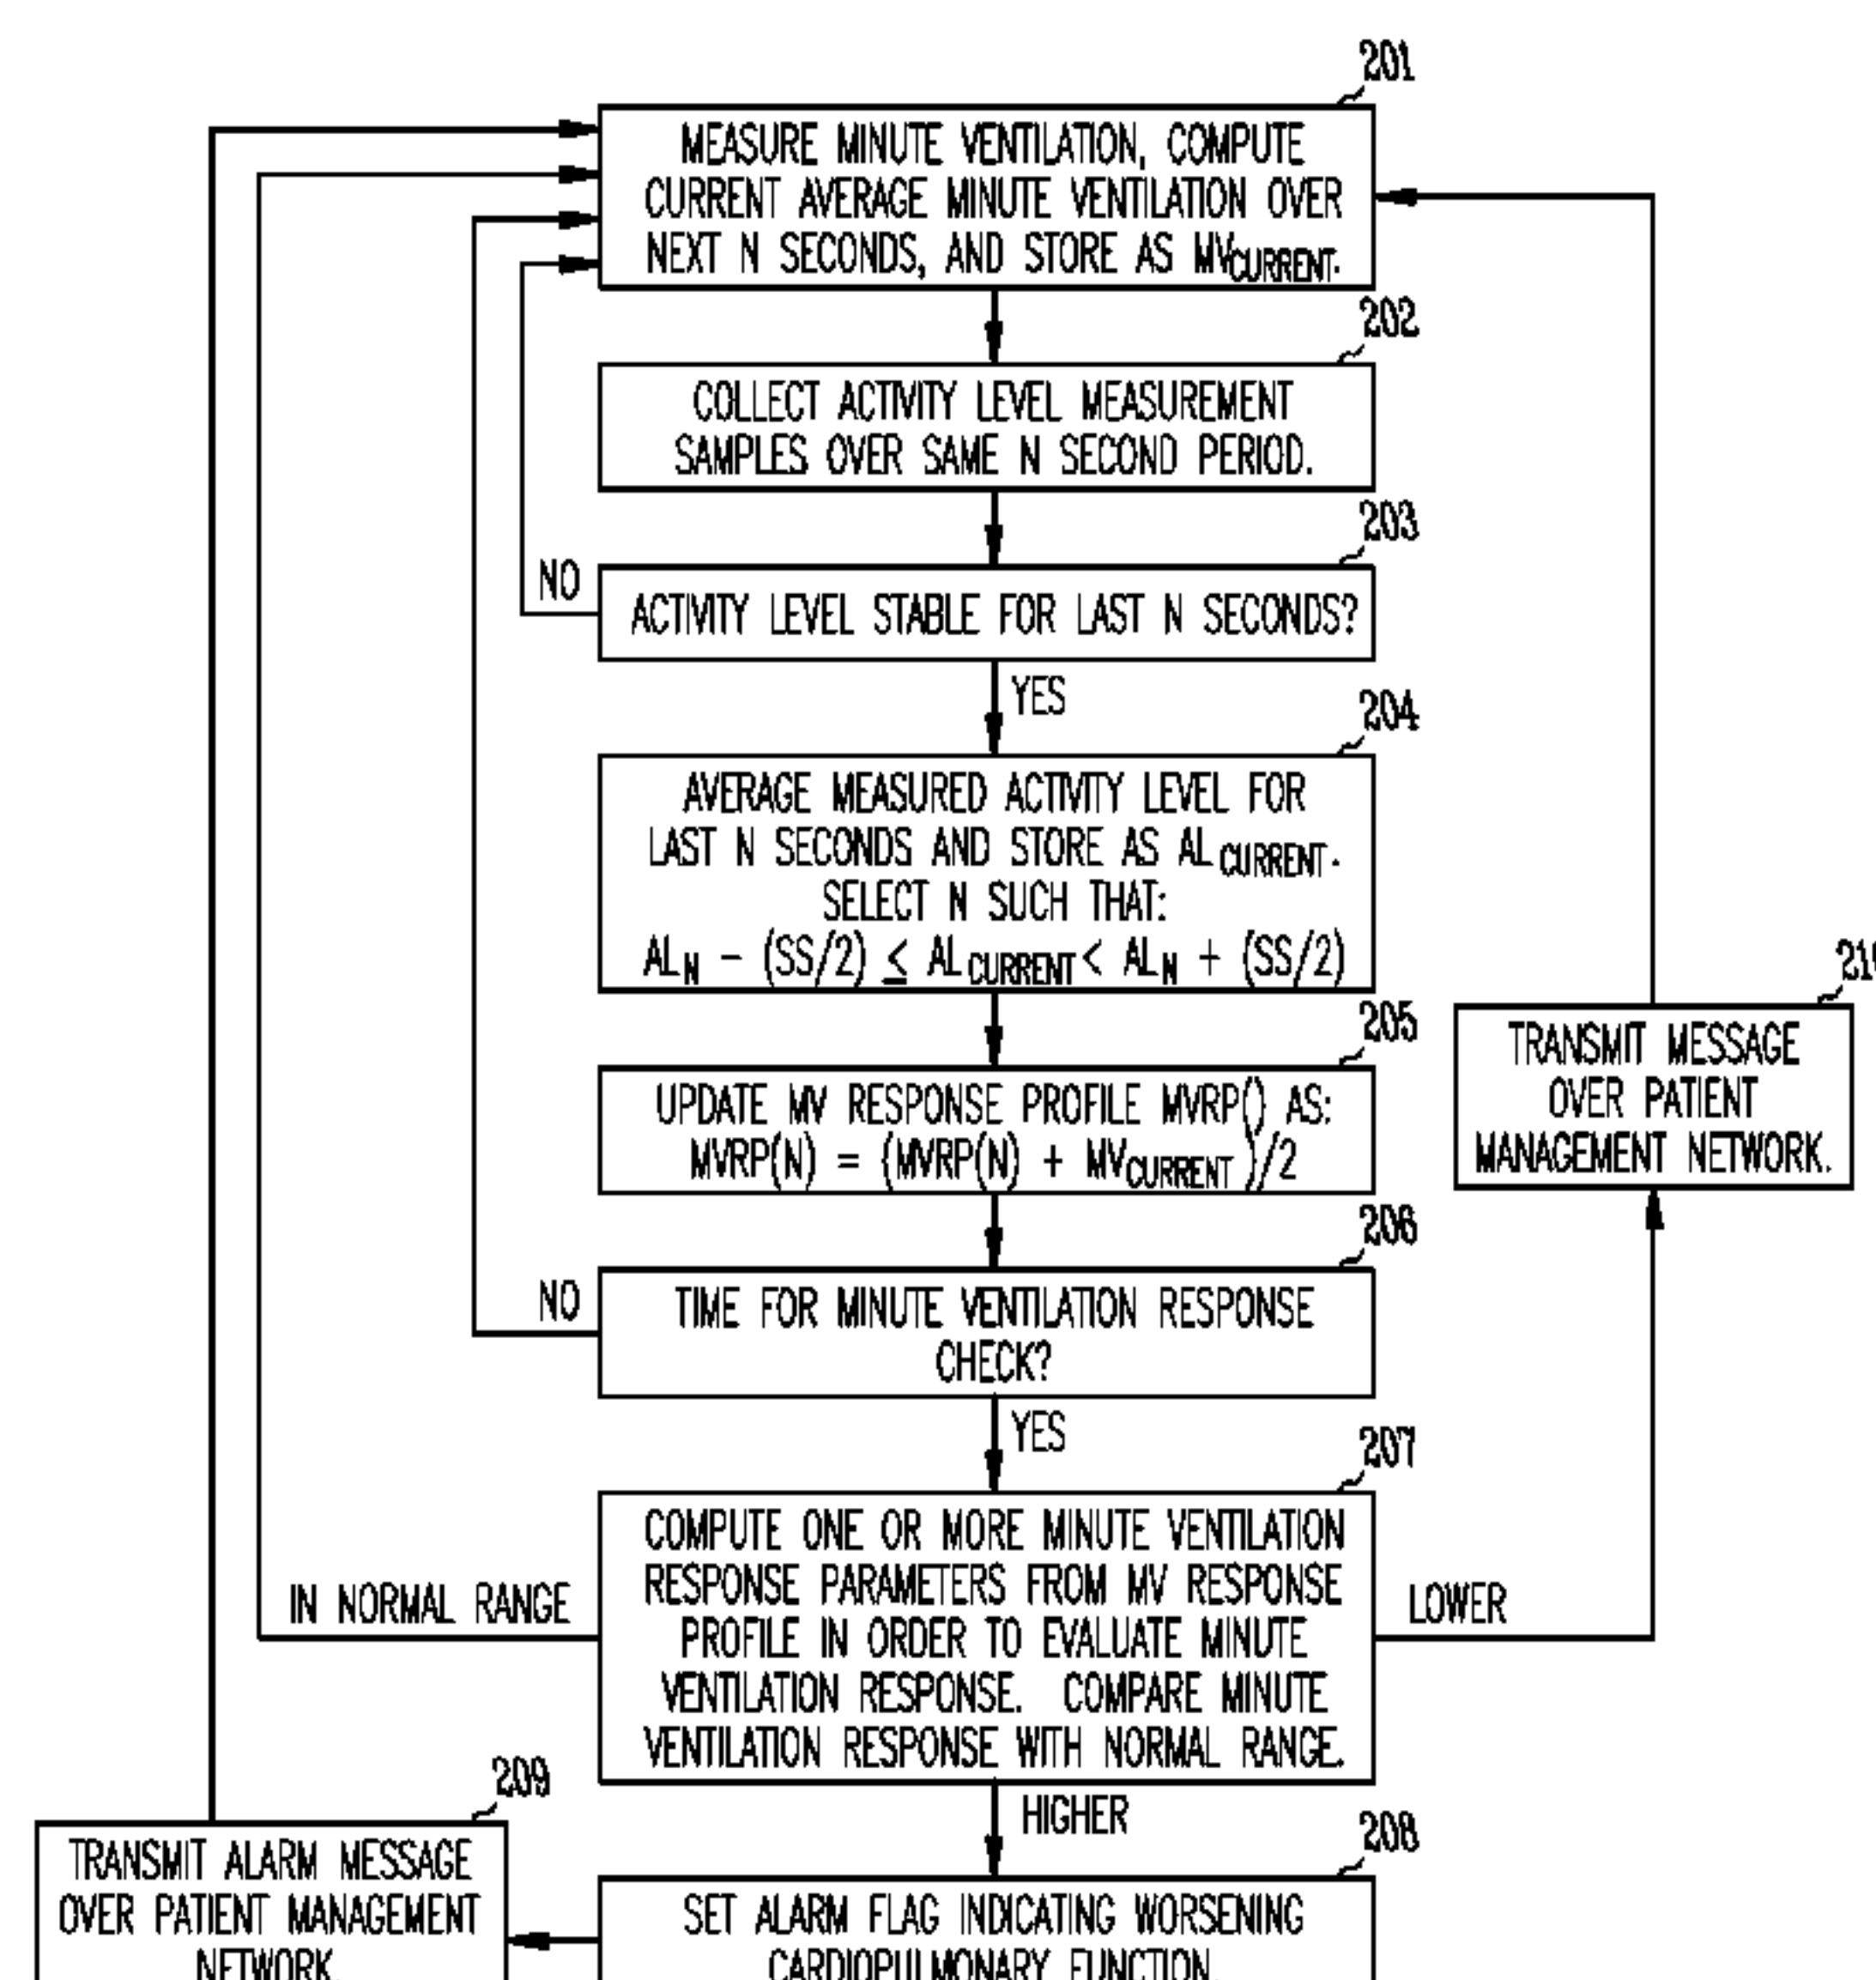 201
MEASURE MINUTE VENTILATION, COMPUTE
CURRENT AVERAGE MINUTE VENTILATION OVER
NEXT N SECONDS, AND STORE AS MVCURRENT.
202
COLLECT ACTIVITY LEVEL MEASUREMENT
SAMPLES OVER SAME N SECOND PERIOD.
203
NO
ACTIVITY LEVEL STABLE FOR LAST N SECONDS?
YES
204
AVERAGE MEASURED ACTIVITY LEVEL FOR
LAST N SECONDS AND STORE AS ALCURRENT.
SELECT N SUCH THAT:
ALN - (SS/2) ≤ ALCURRENT < ALN + (SS/2)
205
UPDATE MV RESPONSE PROFILE MVRP() AS:
MVRP(N) = (MVRP(N) + MVCURRENT)/2
TRANSMIT MESSAGE
OVER PATIENT
MANAGEMENT NETWORK.
206
NO
TIME FOR MINUTE VENTILATION RESPONSE
CHECK?
YES
207
COMPUTE ONE OR MORE MINUTE VENTILATION
RESPONSE PARAMETERS FROM MV RESPONSE
PROFILE IN ORDER TO EVALUATE MINUTE
VENTILATION RESPONSE. COMPARE MINUTE
VENTILATION RESPONSE WITH NORMAL RANGE.
IN NORMAL RANGE
LOWER
HIGHER
208
SET ALARM FLAG INDICATING WORSENING
CARDIOPULMONARY FUNCTION.
209
TRANSMIT ALARM MESSAGE
OVER PATIENT MANAGEMENT
NETWORK.